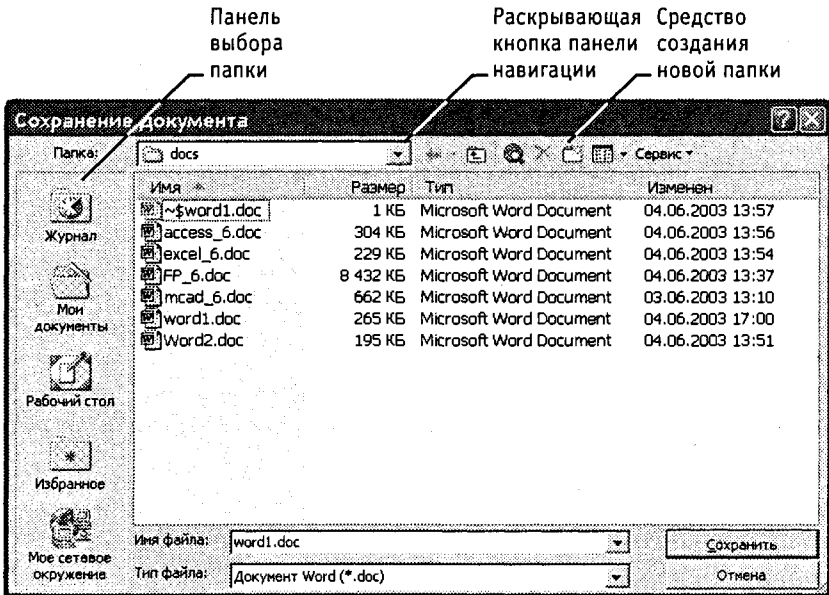 Панель
выбора
папки
Раскрывающая
кнопка панели
навигации
Средство
создания
новой папки
Сохранение документа
Папка: docs Сервис
Имя Размер Тип Изменен
~$word1.doc 1 КБ Microsoft Word Document 04.06.2003 13:57
access_6.doc 304 КБ Microsoft Word Document 04.06.2003 13:56
excel_6.doc 229 КБ Microsoft Word Document 04.06.2003 13:54
FP_6.doc 8 432 КБ Microsoft Word Document 04.06.2003 13:37
mcad_6.doc 662 КБ Microsoft Word Document 03.06.2003 13:10
word1.doc 265 КБ Microsoft Word Document 04.06.2003 17:00
Word2.doc 195 КБ Microsoft Word Document 04.06.2003 13:51
Журнал
Мои
документы
Рабочий стол
Избранное
Мое сетевое
окружение
Имя файла: word1.doc Сохранить
Тип файла: Документ Word (*.doc) Отмена